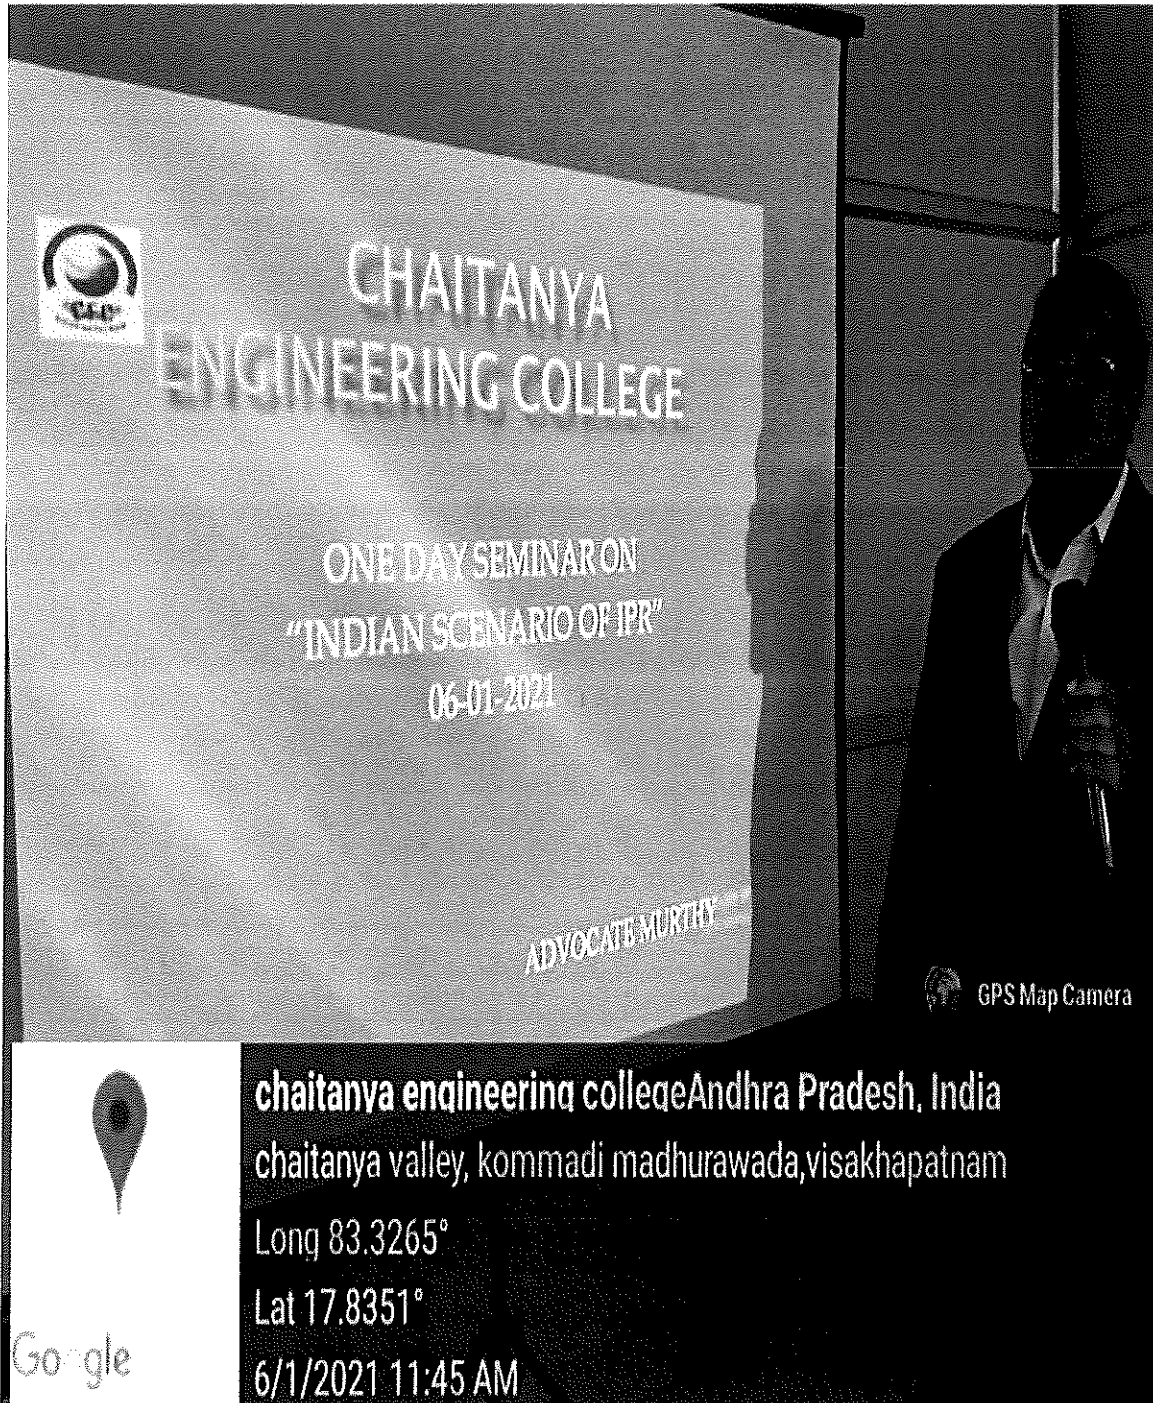 CEC
CHAITANYA
ENGINEERING COLLEGE
ONE DAY SEMINAR ON
"INDIAN SCENARIO OF IPR"
06-01-2021
ADVOCATE MURTHY
GPS Map Camera
chaitanya engineering collegeAndhra Pradesh, India
chaitanya valley, kommadi madhurawada,visakhapatnam
Long 83.3265°
Lat 17.8351°
6/1/2021 11:45 AM
Google